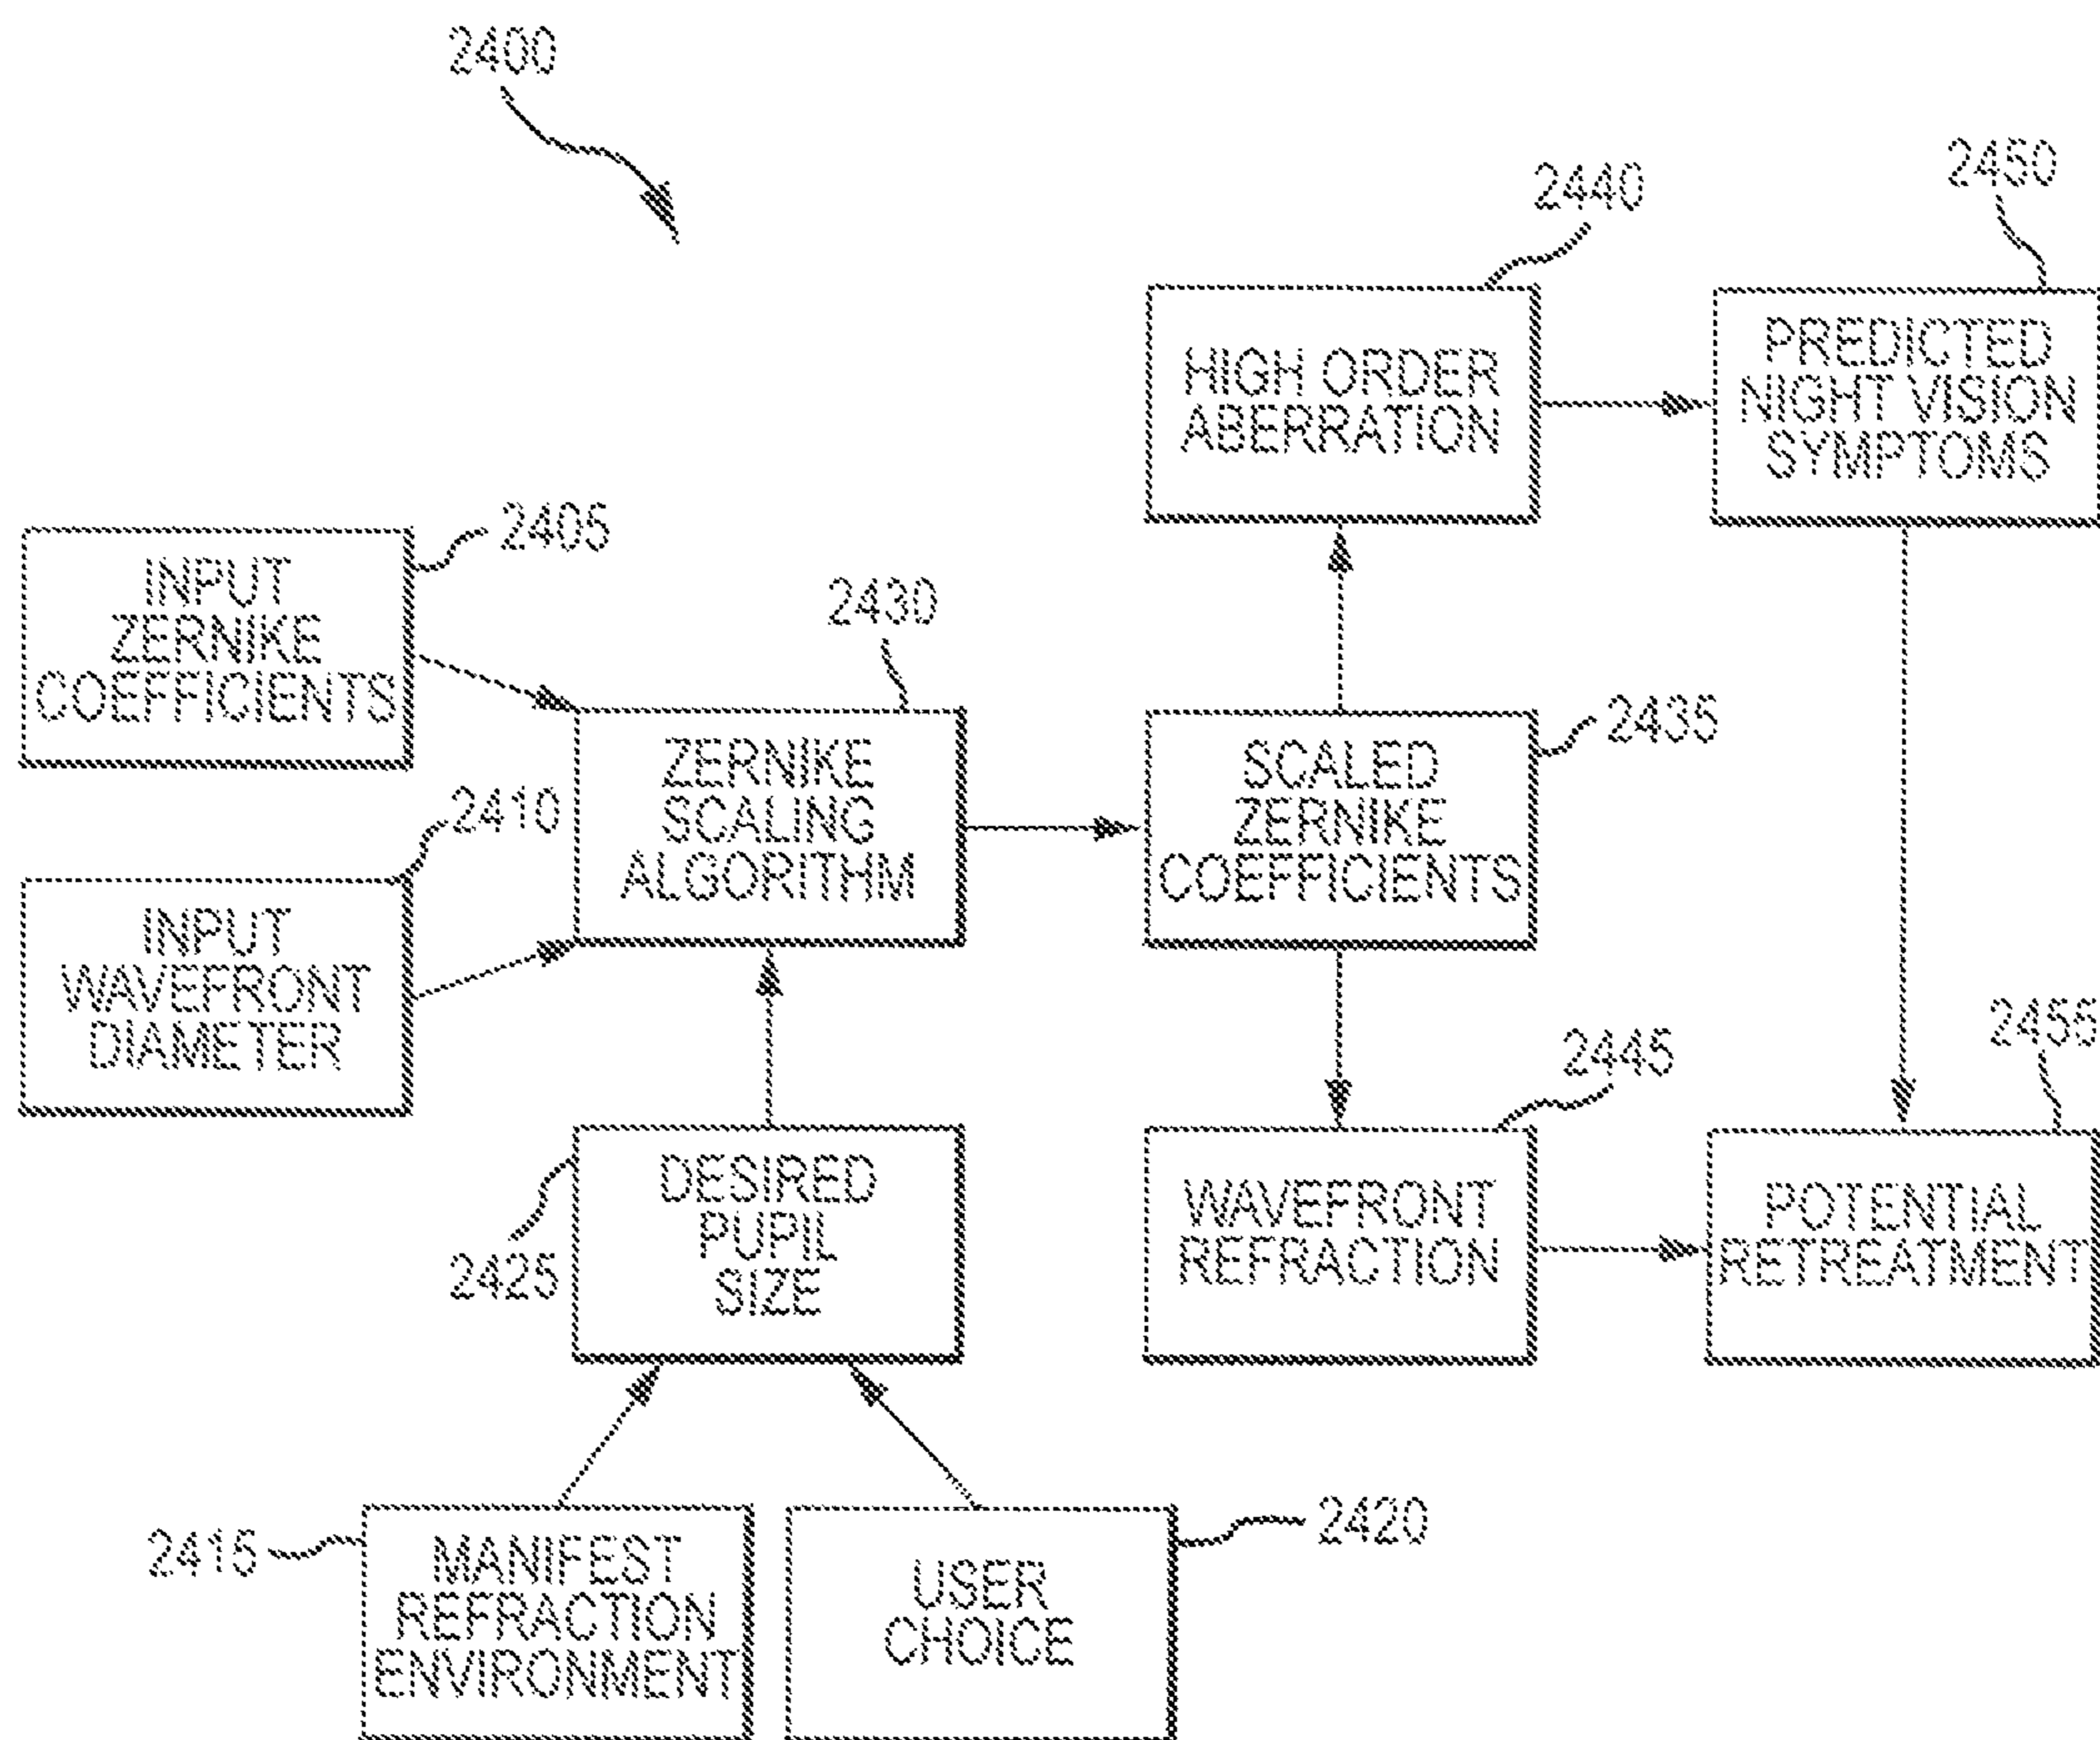 2400
2440
2450
HIGH ORDER
ABERRATION
PREDICTED
NIGHT VISION
SYMPTOMS
2405
INPUT
ZERNIKE
COEFFICIENTS
2430
2410
ZERNIKE
SCALING
ALGORITHM
2435
SCALED
ZERNIKE
COEFFICIENTS
INPUT
WAVEFRONT
DIAMETER
2425
DESIRED
PUPIL
SIZE
2445
WAVEFRONT
REFRACTION
2455
POTENTIAL
RETREATMENT
2415
MANIFEST
REFRACTION
ENVIRONMENT
USER
CHOICE
2420